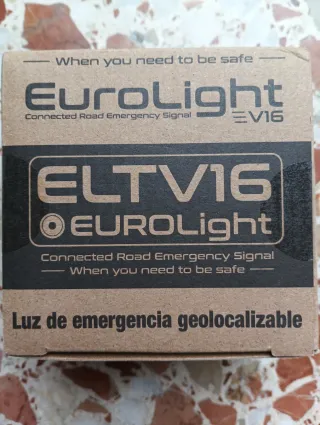 When you need to be safe
EuroLight
Connected Road Emergency Signal EV16
ELTV16
EUROLight
Connected Road Emergency Signal
When you need to be safe
Luz de emergencia geolocalizable